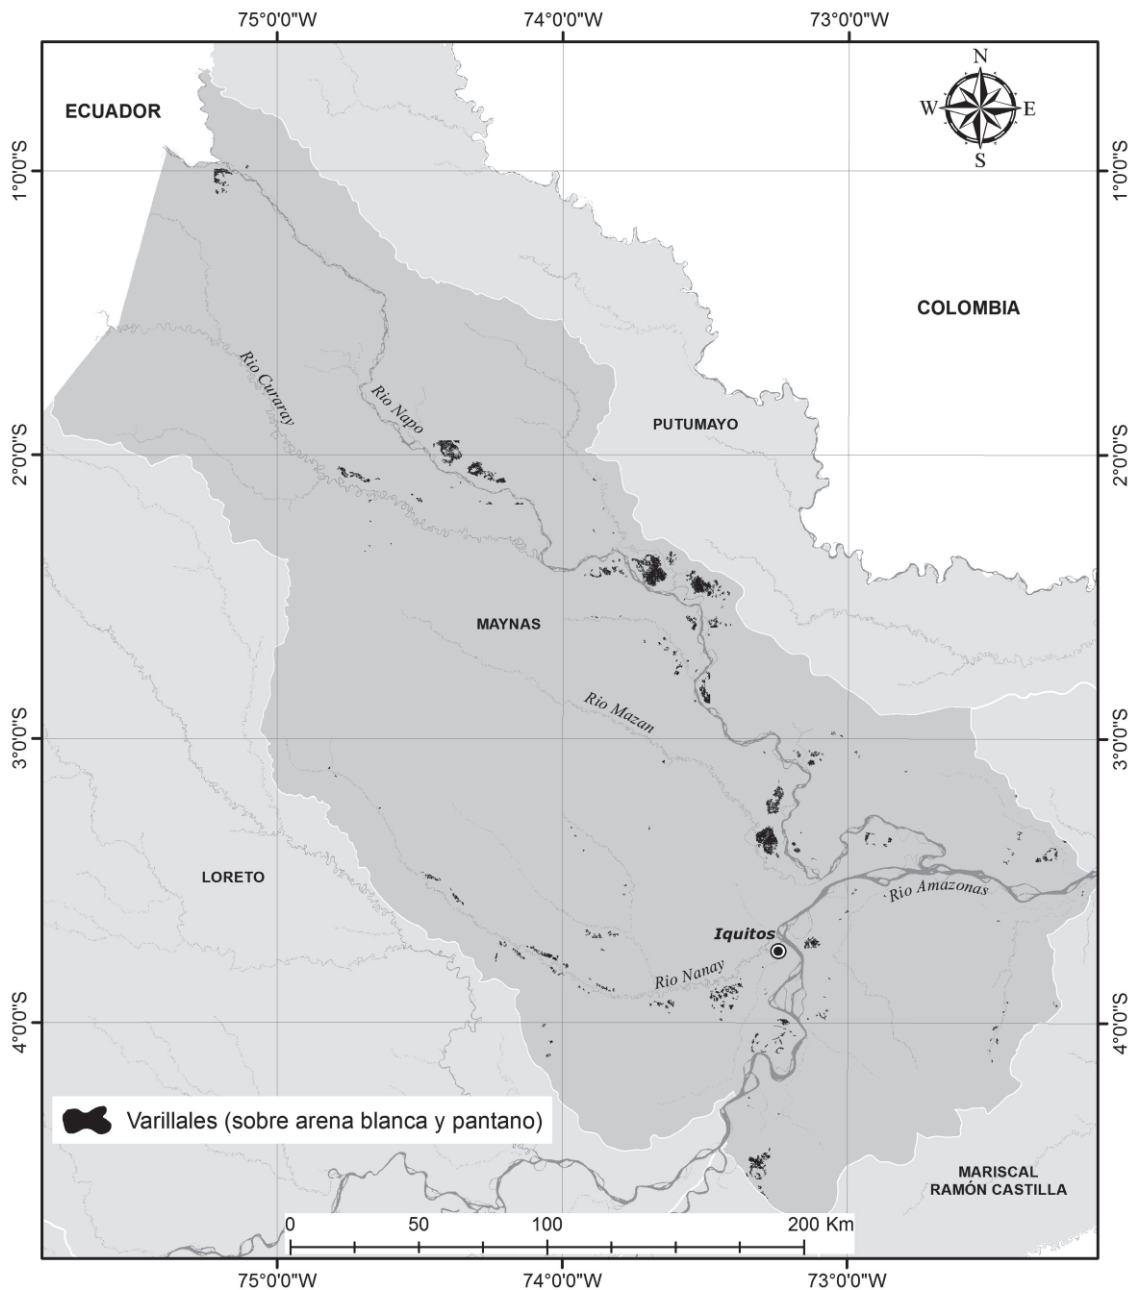 75°0'0"W 74°0'0"W 73°0'0"W
N
W E
S
ECUADOR
1°0'0"S 1°0'0"S
COLOMBIA
Rio Curaray
Rio Napo
PUTUMAYO
2°0'0"S 2°0'0"S
MAYNAS
Rio Mazan
3°0'0"S 3°0'0"S
LORETO
Rio Amazonas
Iquitos
Rio Nanay
4°0'0"S 4°0'0"S
Varillales (sobre arena blanca y pantano)
MARISCAL
RAMÓN CASTILLA
0 50 100 200 Km
75°0'0"W 74°0'0"W 73°0'0"W